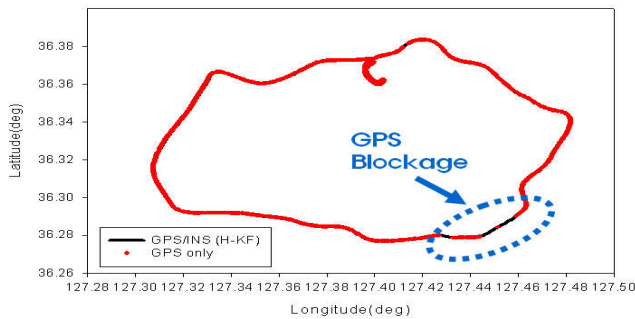 36.38
36.36
36.34
36.32
36.30
36.28
36.26
Latitude(deg)
GPS
Blockage
GPS/INS (H-KF)
GPS only
127.28 127.30 127.32 127.34 127.36 127.38 127.40 127.42 127.44 127.46 127.48 127.50
Longitude(deg)